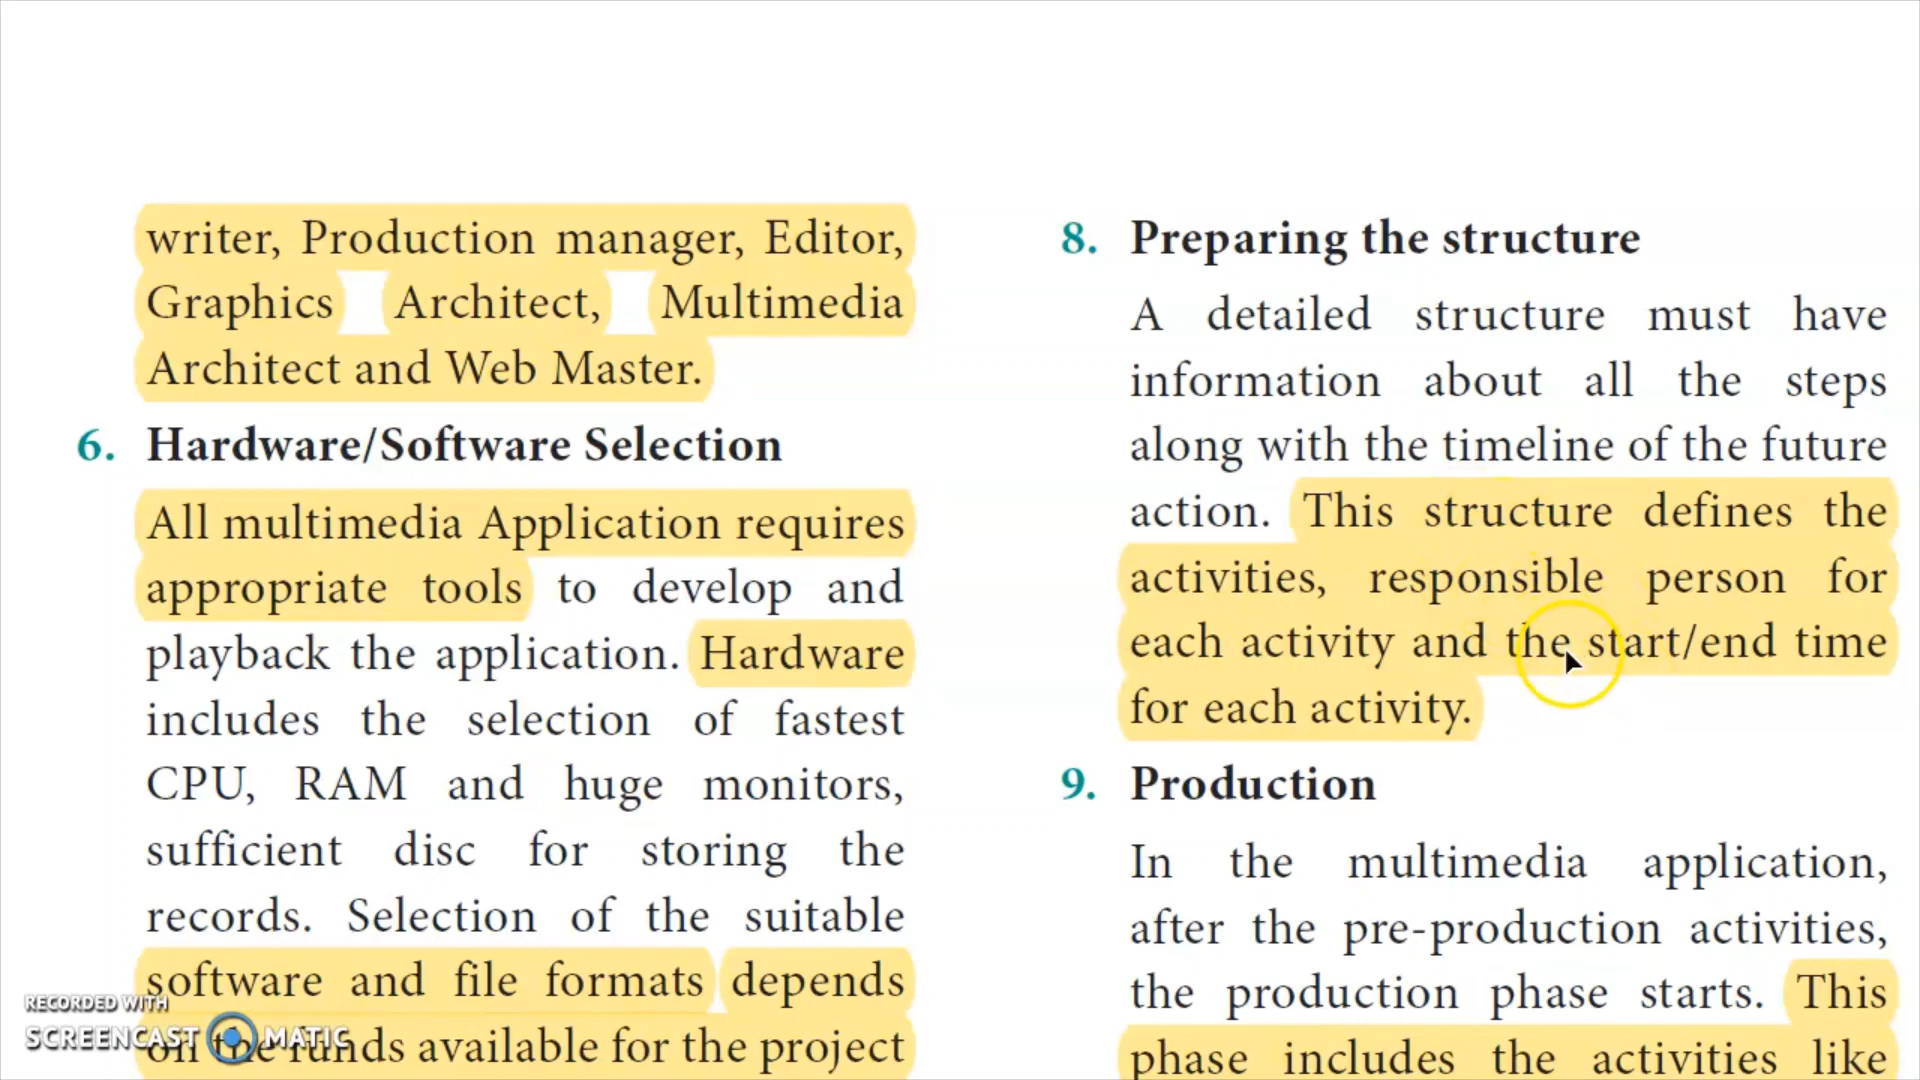 writer, Production manager, Editor,
Graphics Architect, Multimedia
Architect and Web Master.
6. Hardware/Software Selection
All multimedia Application requires
appropriate tools to develop and
playback the application. Hardware
includes the selection of fastest
CPU, RAM and huge monitors,
sufficient disc for storing the
records. Selection of the suitable
software and file formats depends
on the funds available for the project
8. Preparing the structure
A detailed structure must have
information about all the steps
along with the timeline of the future
action. This structure defines the
activities, responsible person for
each activity and the start/end time
for each activity.
9. Production
In the multimedia application,
after the pre-production activities,
the production phase starts. This
phase includes the activities like
RECORDED WITH
SCREENCAST MATIC